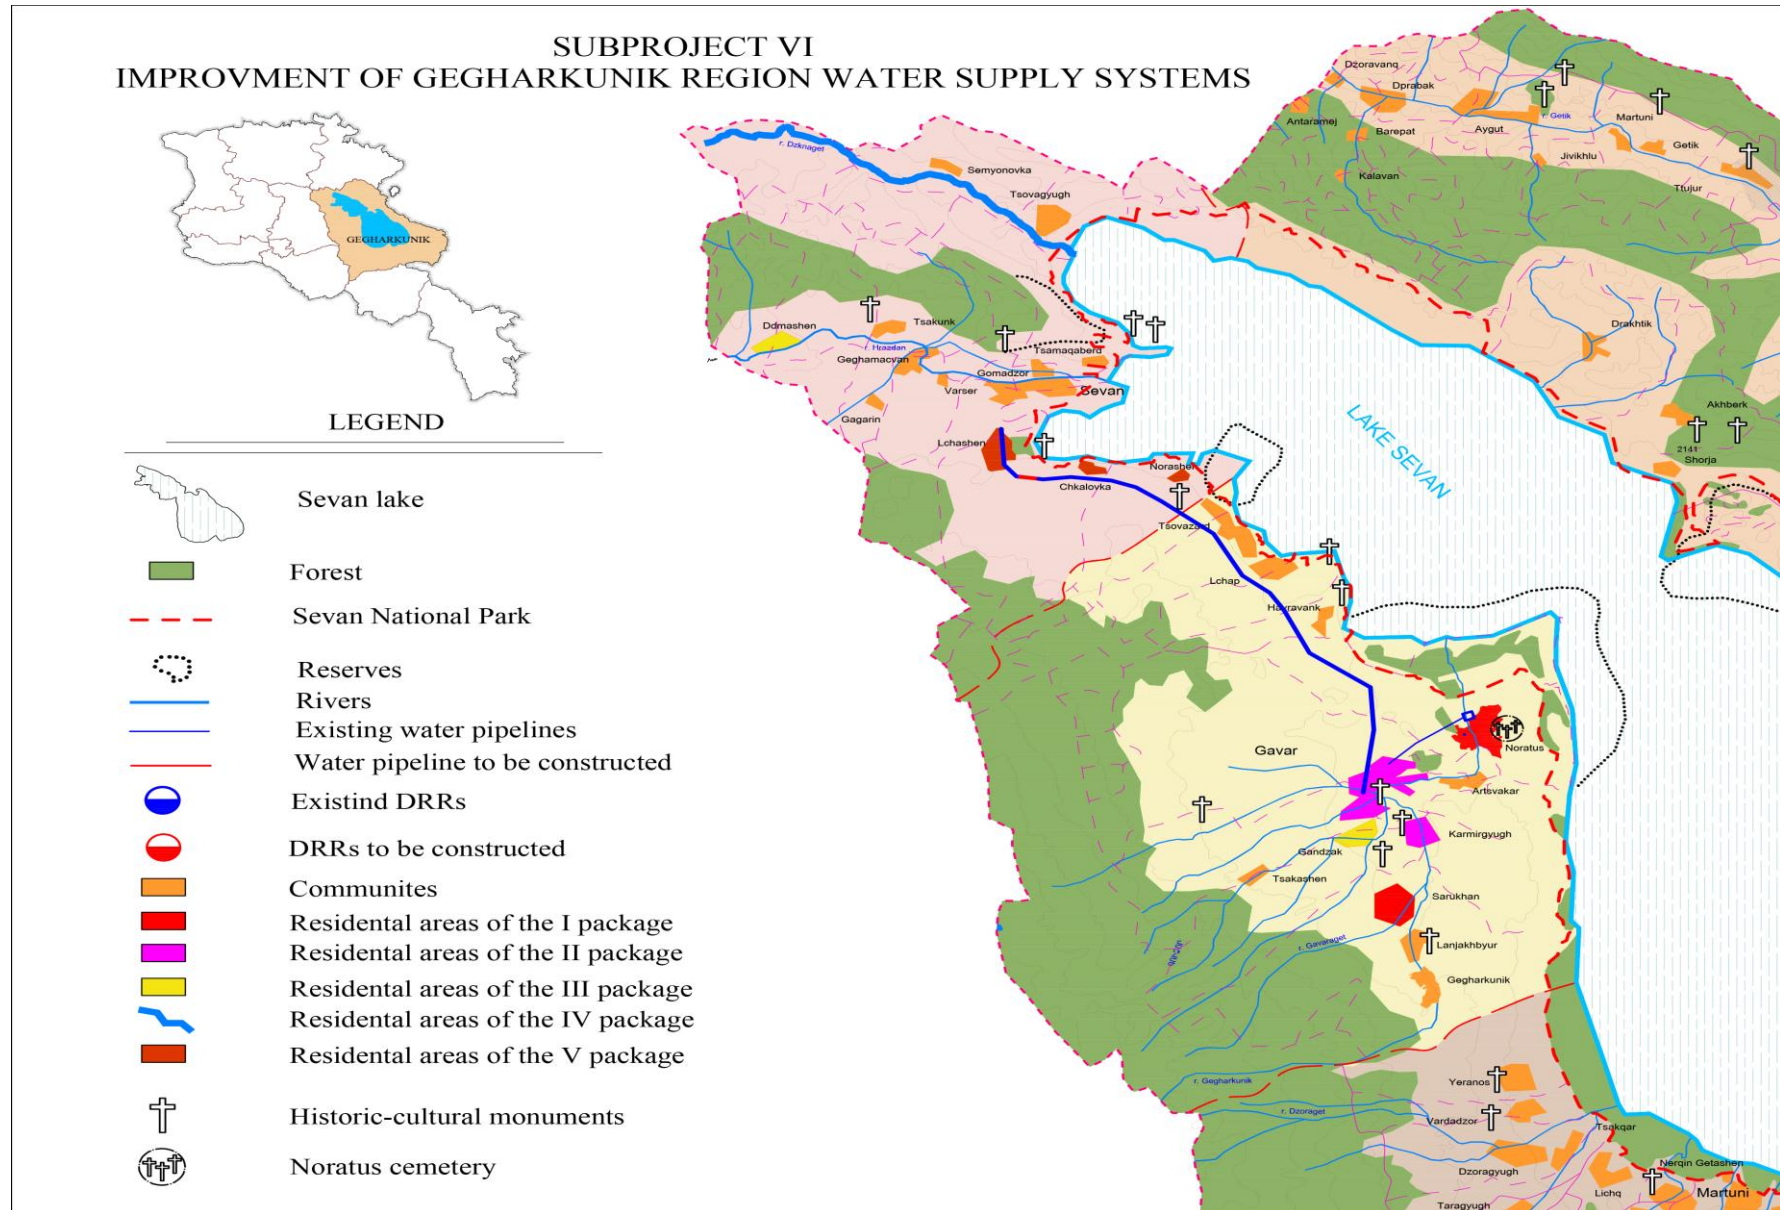 SUBPROJECT VI
IMPROVMENT OF GEGHARKUNIK REGION WATER SUPPLY SYSTEMS
GEGHARKUNIK
LEGEND
Sevan lake
Forest
Sevan National Park
Reserves
Rivers
Existing water pipelines
Water pipeline to be constructed
Existind DRRs
DRRs to be constructed
Communites
Residental areas of the I package
Residental areas of the II package
Residental areas of the III package
Residental areas of the IV package
Residental areas of the V package
Historic-cultural monuments
Noratus cemetery
Dzoravanq
Dprabak
Antaramej
Barepat
Aygut
r. Getik
Martuni
Getik
Jivikhlu
Kalavan
Ttujur
r. Dzknaget
Semyonovka
Tsovagyugh
Ddmashen
Tsakunk
r. Hrazdan
Geghamacvan
Tsamaqaberd
Gomadzor
Varser
Sevan
Gagarin
Lchashen
Chkalovka
Norashen
Tsovazard
Lchap
Hayravank
LAKE SEVAN
Drakhtik
Akhberk
2141
Shorja
Gavar
Noratus
Artsvakar
Karmirgyugh
Gandzak
Tsakashen
Sarukhan
r. Gavaraget
Lanjakhbyur
Gegharkunik
r. Gegharkunik
r. Dzoraget
Yeranos
Vardadzor
Tsakqar
Dzoragyugh
Nerqin Getashen
Lichq
Martuni
Taragyugh